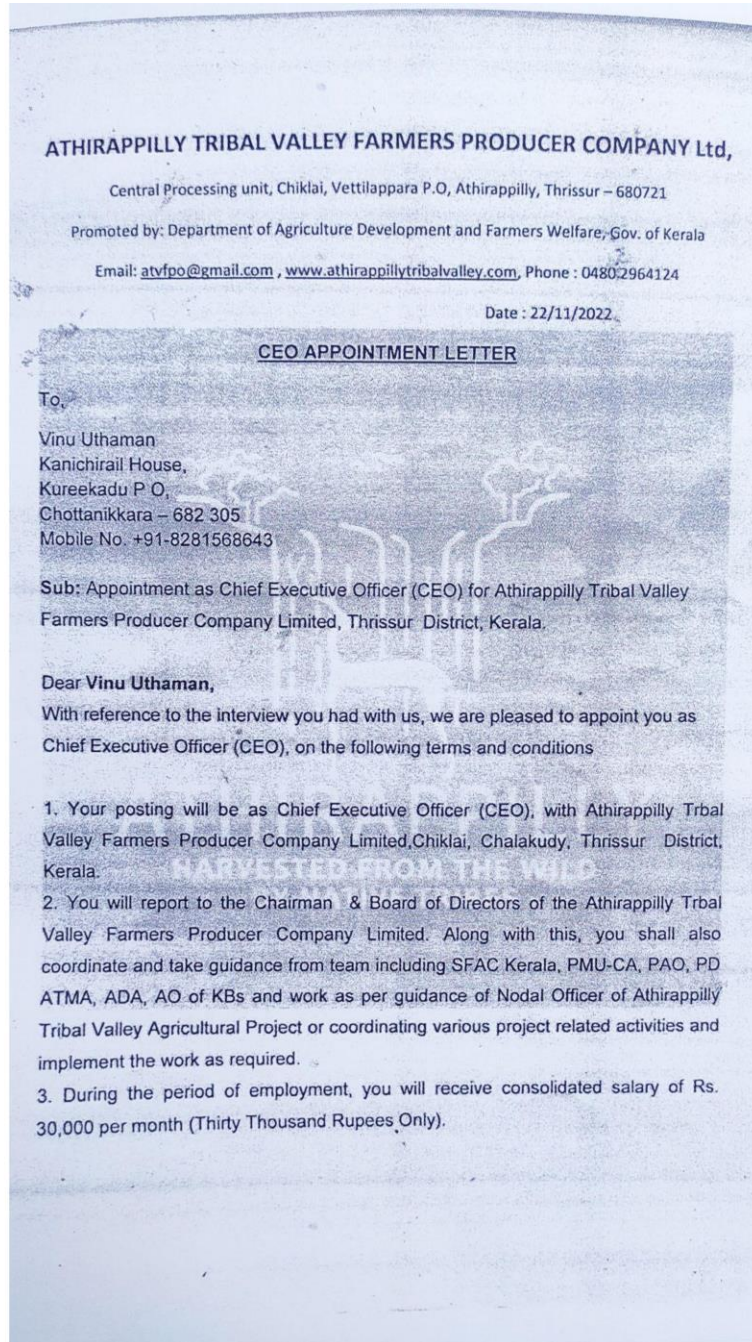 ATHIRAPPILLY TRIBAL VALLEY FARMERS PRODUCER COMPANY Ltd,
Central Processing unit, Chiklai, Vettilappara P.O, Athirappilly, Thrissur – 680721
Promoted by: Department of Agriculture Development and Farmers Welfare, Gov. of Kerala
Email: atvfpo@gmail.com , www.athirappillytribalvalley.com, Phone : 0480 2964124
Date : 22/11/2022
CEO APPOINTMENT LETTER
To,
Vinu Uthaman
Kanichirail House,
Kureekadu P O,
Chottanikkara – 682 305
Mobile No. +91-8281568643
Sub: Appointment as Chief Executive Officer (CEO) for Athirappilly Tribal Valley
Farmers Producer Company Limited, Thrissur District, Kerala.
Dear Vinu Uthaman,
With reference to the interview you had with us, we are pleased to appoint you as
Chief Executive Officer (CEO), on the following terms and conditions
1. Your posting will be as Chief Executive Officer (CEO), with Athirappilly Trbal
Valley Farmers Producer Company Limited,Chiklai, Chalakudy, Thrissur District,
Kerala.
ATHIRAPPILLY
HARVESTED FROM THE WILD
BY NATIVE TRIBES
2. You will report to the Chairman & Board of Directors of the Athirappilly Trbal
Valley Farmers Producer Company Limited. Along with this, you shall also
coordinate and take guidance from team including SFAC Kerala, PMU-CA, PAO, PD
ATMA, ADA, AO of KBs and work as per guidance of Nodal Officer of Athirappilly
Tribal Valley Agricultural Project or coordinating various project related activities and
implement the work as required.
3. During the period of employment, you will receive consolidated salary of Rs.
30,000 per month (Thirty Thousand Rupees Only).